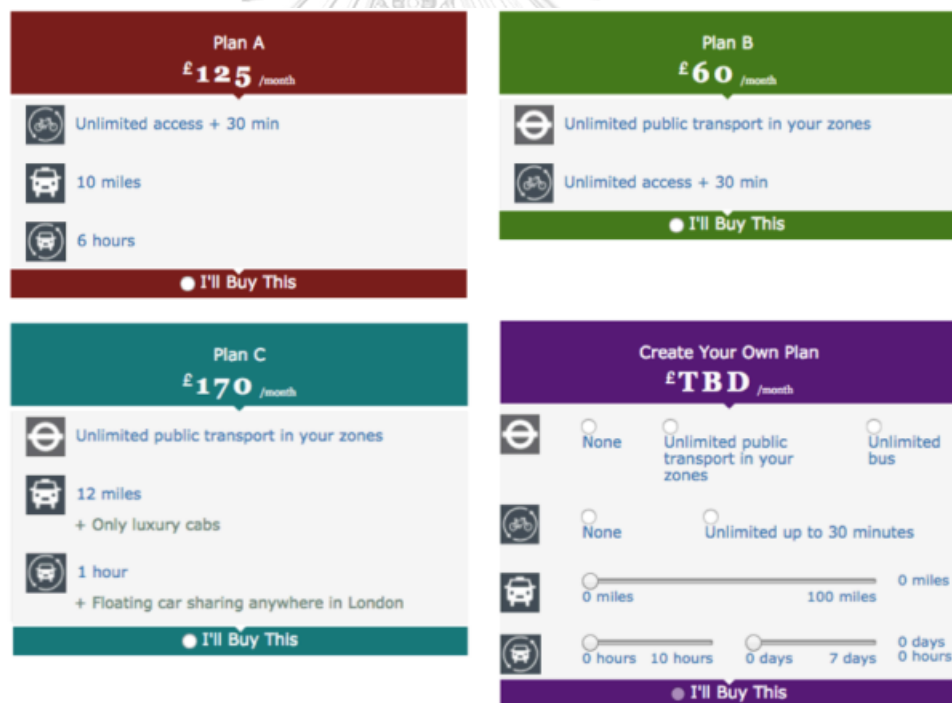 Plan A
£125 /month
Unlimited access + 30 min
10 miles
6 hours
I'll Buy This
Plan B
£60 /month
Unlimited public transport in your zones
Unlimited access + 30 min
I'll Buy This
Plan C
£170 /month
Unlimited public transport in your zones
12 miles
+ Only luxury cabs
1 hour
+ Floating car sharing anywhere in London
I'll Buy This
Create Your Own Plan
£TBD /month
None
Unlimited public
transport in your
zones
Unlimited
bus
None
Unlimited up to 30 minutes
0 miles
100 miles
0 miles
0 hours 10 hours
0 days 7 days
0 days
0 hours
I'll Buy This